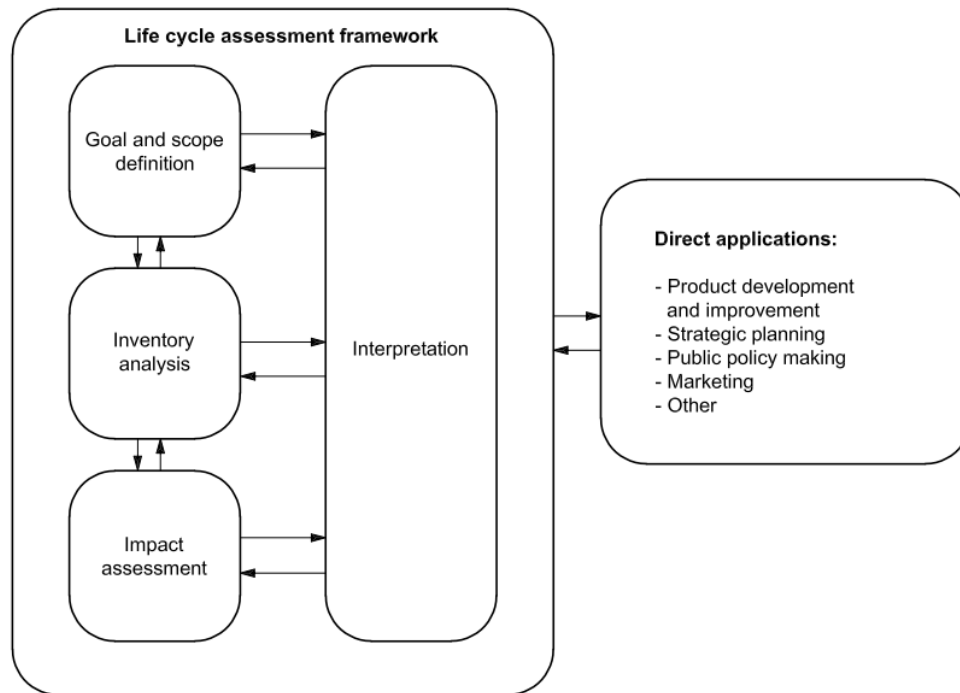 Life cycle assessment framework
Goal and scope
definition
Inventory
analysis
Impact
assessment
Interpretation
Direct applications:
- Product development
and improvement
- Strategic planning
- Public policy making
- Marketing
- Other